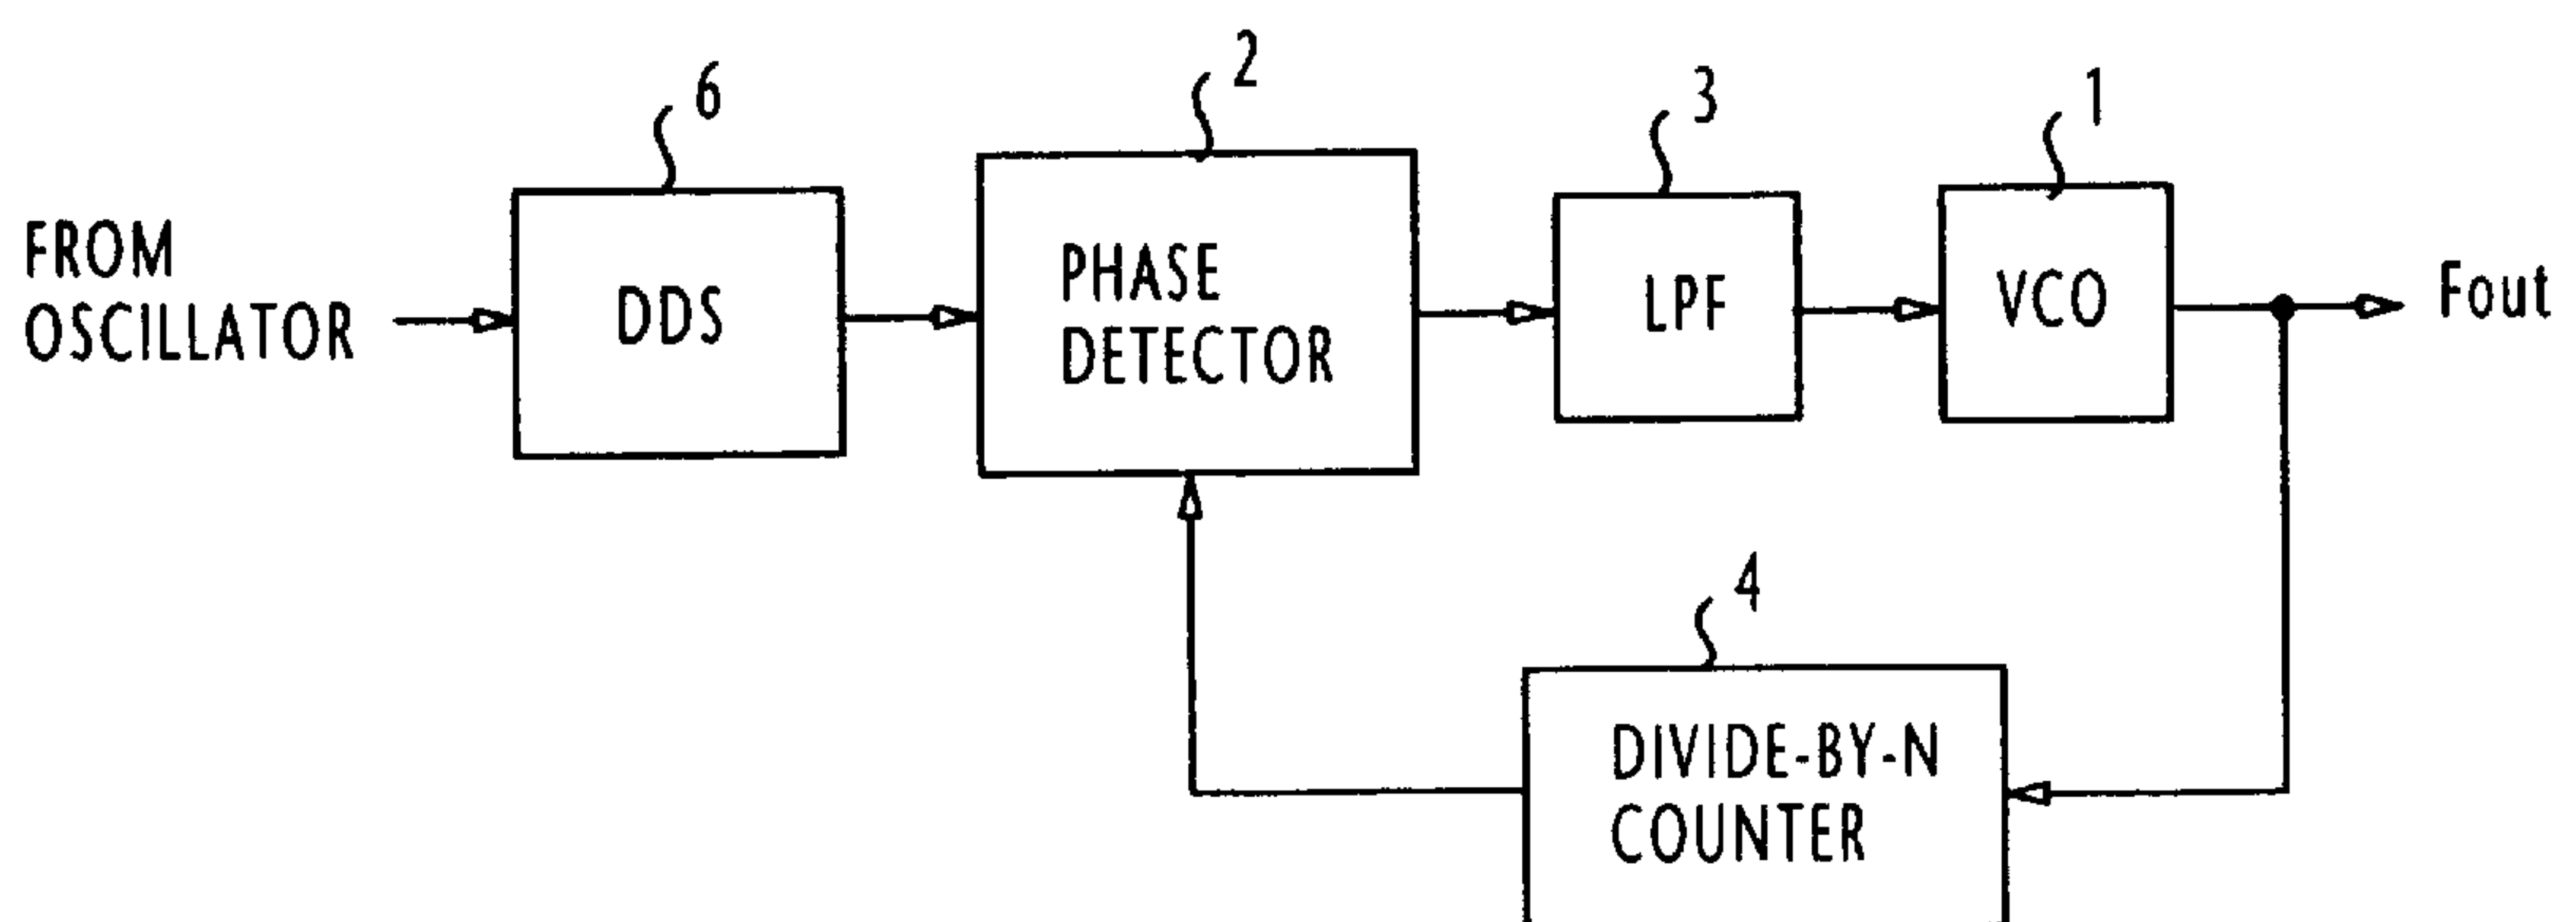 6
2
3
1
FROM
OSCILLATOR
DDS
PHASE
DETECTOR
LPF
VCO
Fout
4
DIVIDE-BY-N
COUNTER